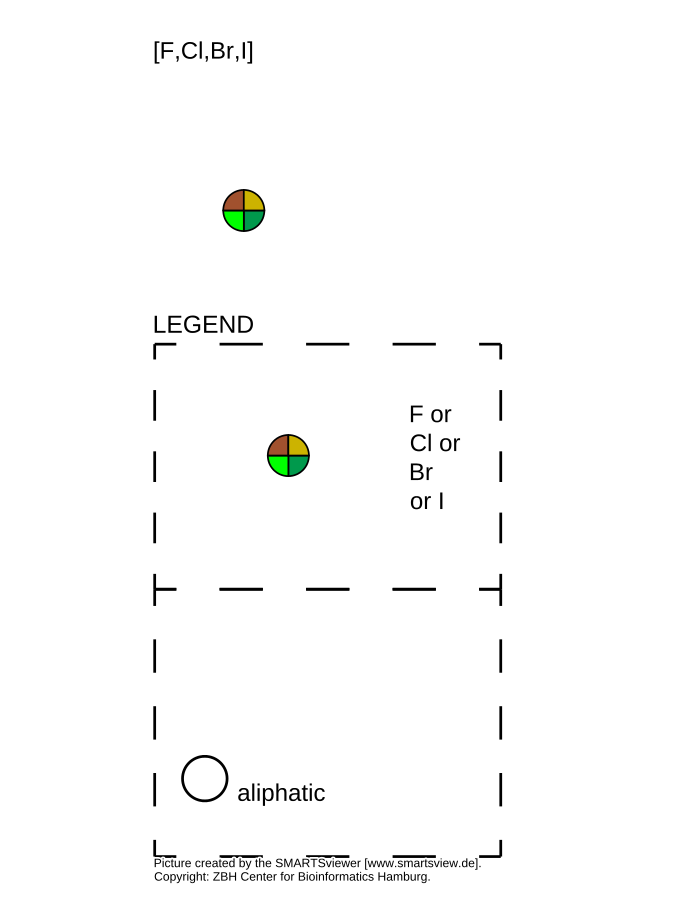 [F,Cl,Br,I]
LEGEND
F or
Cl or
Br
or I
aliphatic
Picture created by the SMARTSviewer [www.smartsview.de].
Copyright: ZBH Center for Bioinformatics Hamburg.